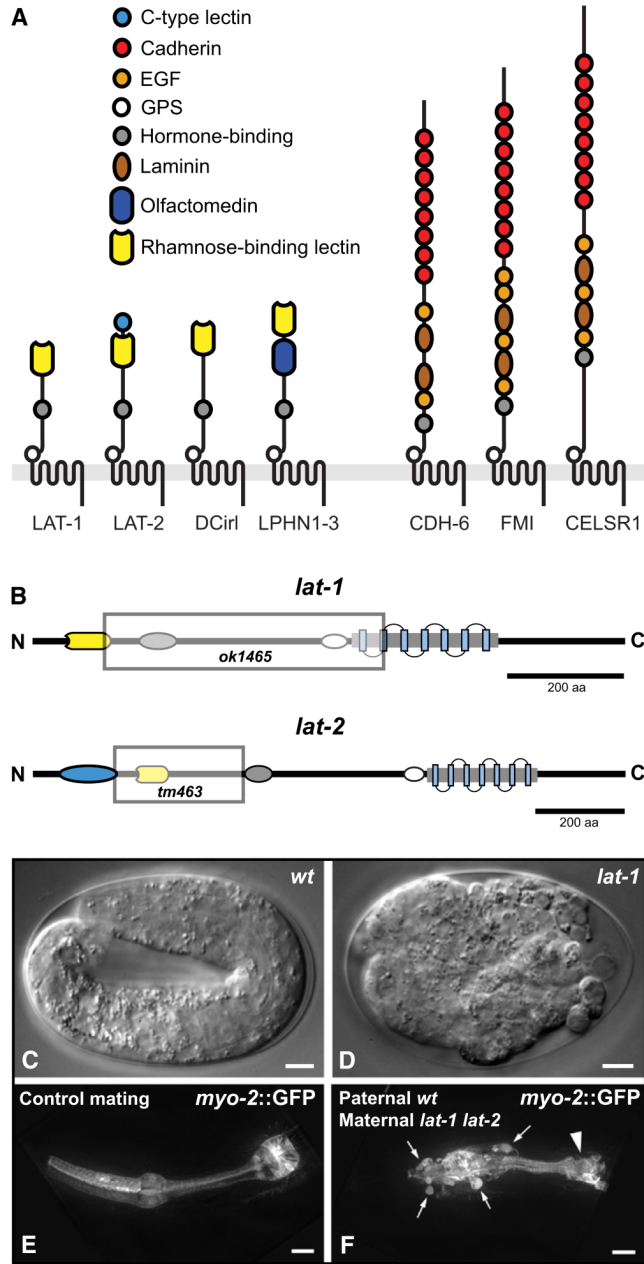 A
C-type lectin
Cadherin
EGF
GPS
Hormone-binding
Laminin
Olfactomedin
Rhamnose-binding lectin
LAT-1 LAT-2 DCirl LPHN1-3 CDH-6 FMI CELSR1
B
lat-1
N C
ok1465
200 aa
lat-2
N C
tm463
200 aa
wt
C
lat-1
D
Control mating myo-2::GFP
E
Paternal wt myo-2::GFP
Maternal lat-1 lat-2
F